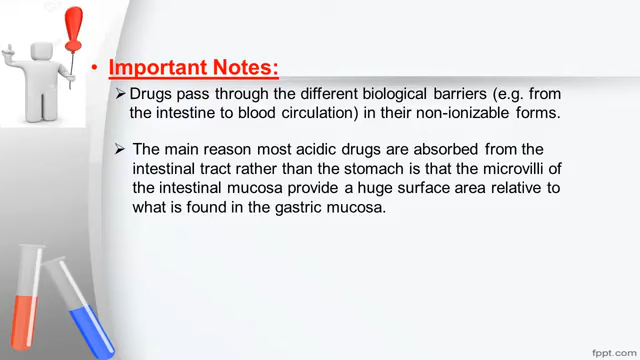 • Important Notes:
➢ Drugs pass through the different biological barriers (e.g. from
the intestine to blood circulation) in their non-ionizable forms.
➢ The main reason most acidic drugs are absorbed from the
intestinal tract rather than the stomach is that the microvilli of
the intestinal mucosa provide a huge surface area relative to
what is found in the gastric mucosa.
fppt.com